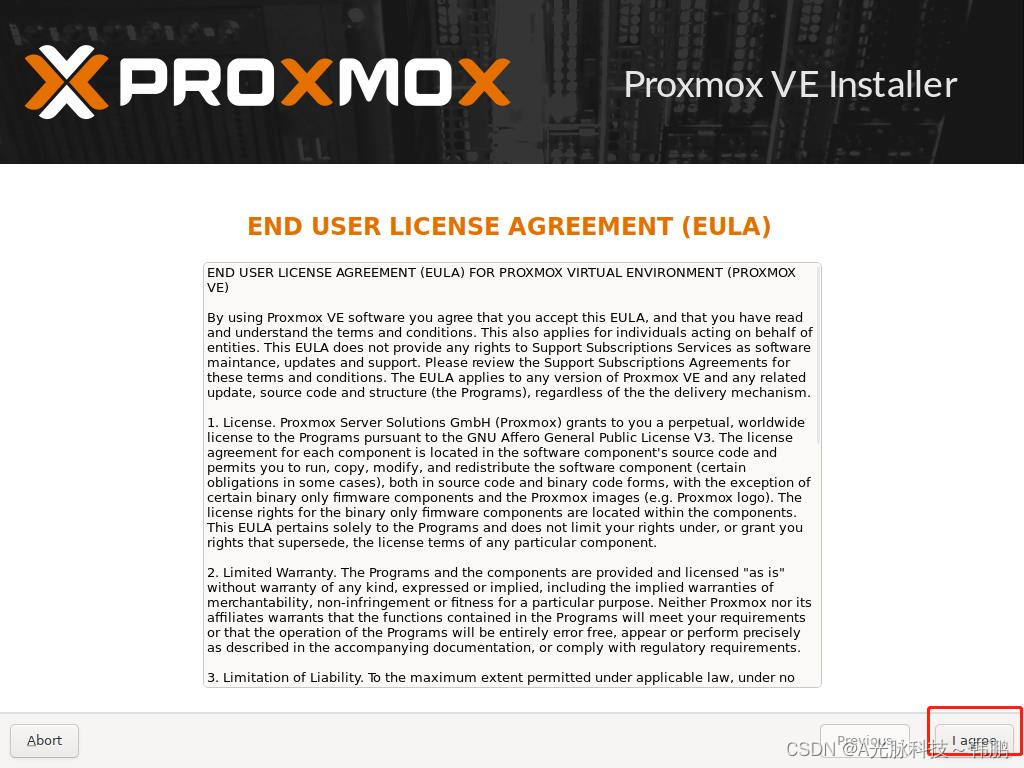 PROXMOX
Proxmox VE Installer
END USER LICENSE AGREEMENT (EULA)
END USER LICENSE AGREEMENT (EULA) FOR PROXMOX VIRTUAL ENVIRONMENT (PROXMOX
VE)
By using Proxmox VE software you agree that you accept this EULA, and that you have read
and understand the terms and conditions. This also applies for individuals acting on behalf of
entities. This EULA does not provide any rights to Support Subscriptions Services as software
maintance, updates and support. Please review the Support Subscriptions Agreements for
these terms and conditions. The EULA applies to any version of Proxmox VE and any related
update, source code and structure (the Programs), regardless of the the delivery mechanism.
1. License. Proxmox Server Solutions GmbH (Proxmox) grants to you a perpetual, worldwide
license to the Programs pursuant to the GNU Affero General Public License V3. The license
agreement for each component is located in the software component's source code and
permits you to run, copy, modify, and redistribute the software component (certain
obligations in some cases), both in source code and binary code forms, with the exception of
certain binary only firmware components and the Proxmox images (e.g. Proxmox logo). The
license rights for the binary only firmware components are located within the components.
This EULA pertains solely to the Programs and does not limit your rights under, or grant you
rights that supersede, the license terms of any particular component.
2. Limited Warranty. The Programs and the components are provided and licensed "as is"
without warranty of any kind, expressed or implied, including the implied warranties of
merchantability, non-infringement or fitness for a particular purpose. Neither Proxmox nor its
affiliates warrants that the functions contained in the Programs will meet your requirements
or that the operation of the Programs will be entirely error free, appear or perform precisely
as described in the accompanying documentation, or comply with regulatory requirements.
3. Limitation of Liability. To the maximum extent permitted under applicable law, under no
Abort
Previous
I agree
CSDN @A光脉科技~韩鹏